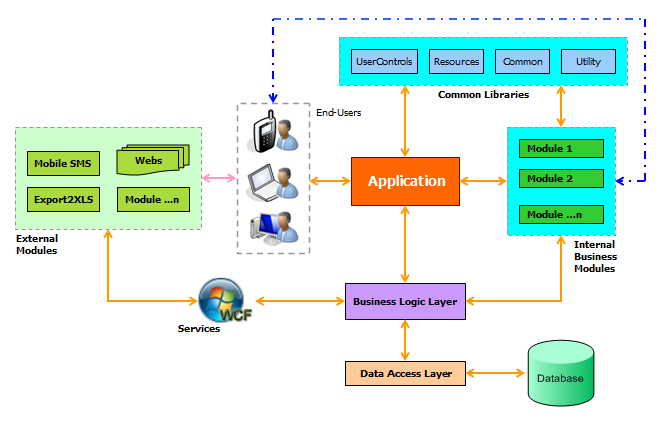 UserControls
Resources
Common
Utility
Common Libraries
End-Users
Mobile SMS
Webs
Export2XLS
Module ...n
External
Modules
Application
Module 1
Module 2
Module ...n
Internal
Business
Modules
WCF
Services
Business Logic Layer
Data Access Layer
Database